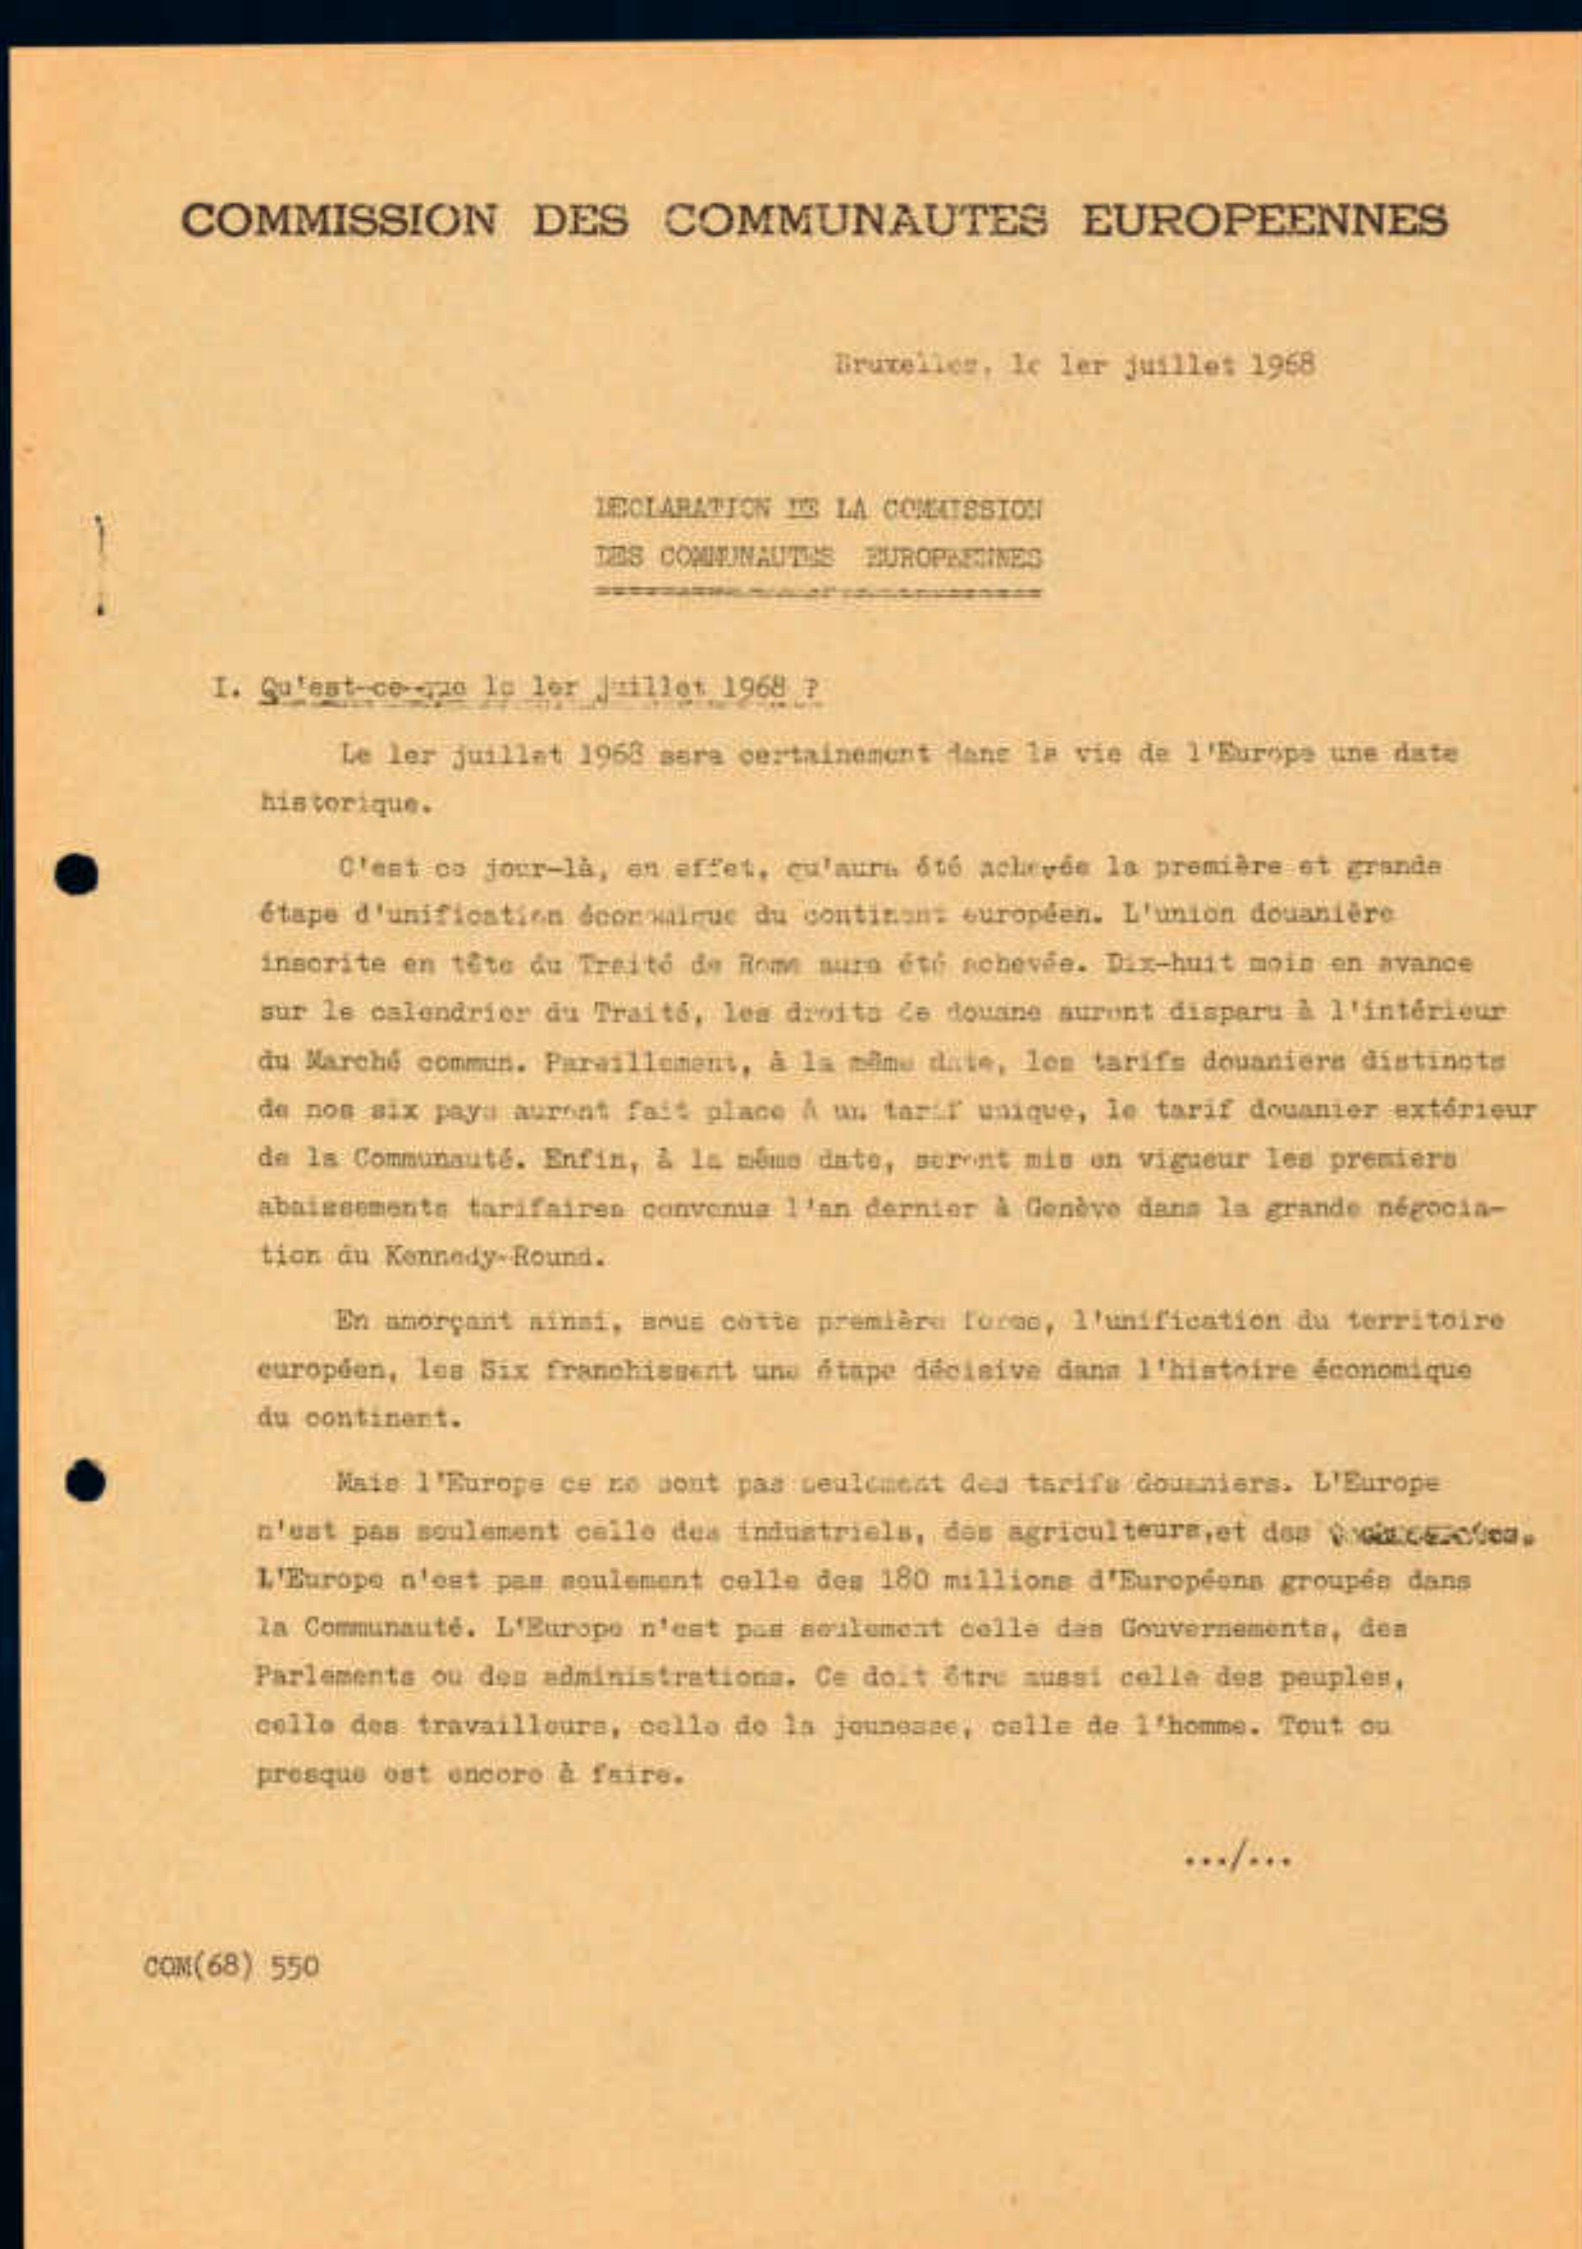 COMMISSION DES COMMUNAUTES EUROPEENNES
Bruxelles, le 1er juillet 1968
DECLARATION DE LA COMMISSION
DES COMMUNAUTES EUROPEENNES
I. Qu'est-ce-que le 1er juillet 1968 ?
Le 1er juillet 1968 sera certainement dans la vie de l'Europe une date
historique.
C'est ce jour-là, en effet, qu'aura été achevée la première et grande
étape d'unification économique du continent européen. L'union douanière
inscrite en tête du Traité de Rome aura été achevée. Dix-huit mois en avance
sur le calendrier du Traité, les droits de douane auront disparu à l'intérieur
du Marché commun. Pareillement, à la même date, les tarifs douaniers distincts
de nos six pays auront fait place à un tarif unique, le tarif douanier extérieur
de la Communauté. Enfin, à la même date, seront mis en vigueur les premiers
abaissements tarifaires convenus l'an dernier à Genève dans la grande négocia-
tion du Kennedy-Round.
En amorçant ainsi, sous cette première forme, l'unification du territoire
européen, les Six franchissent une étape décisive dans l'histoire économique
du continent.
Mais l'Europe ce ne sont pas seulement des tarifs douaniers. L'Europe
n'est pas seulement celle des industriels, des agriculteurs,et des
L'Europe n'est pas seulement celle des 180 millions d'Européens groupés dans
la Communauté. L'Europe n'est pas seulement celle des Gouvernements, des
Parlements ou des administrations. Ce doit être aussi celle des peuples,
celle des travailleurs, celle de la jeunesse, celle de l'homme. Tout ou
presque est encore à faire.
.../...
COM(68) 550